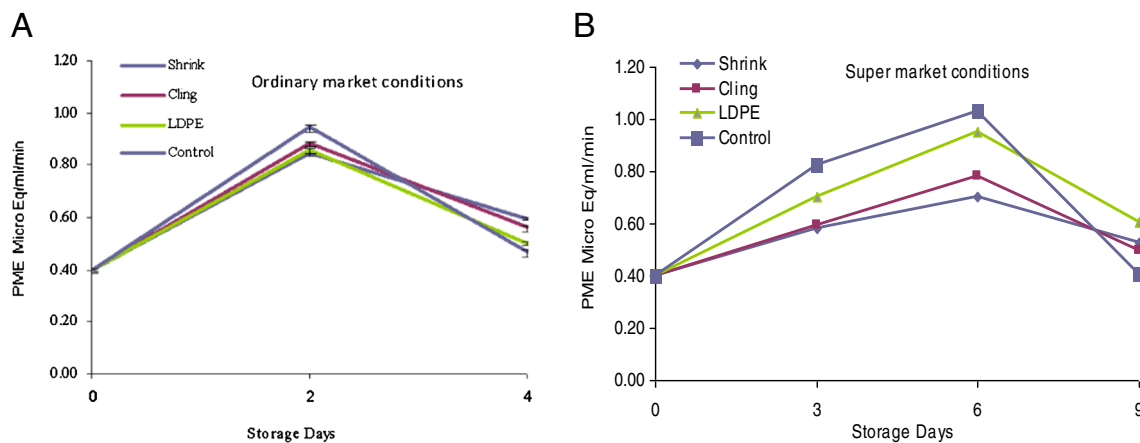 A
PME Micro Eq/ml/min
1.20
1.00
0.80
0.60
0.40
0.20
0.00
Shrink
Cling
LDPE
Control
Ordinary market conditions
0 2 4
Storage Days
B
PME Micro Eq/ml/min
1.20
1.00
0.80
0.60
0.40
0.20
0.00
Shrink
Cling
LDPE
Control
Super market conditions
0 3 6 9
Storage Days